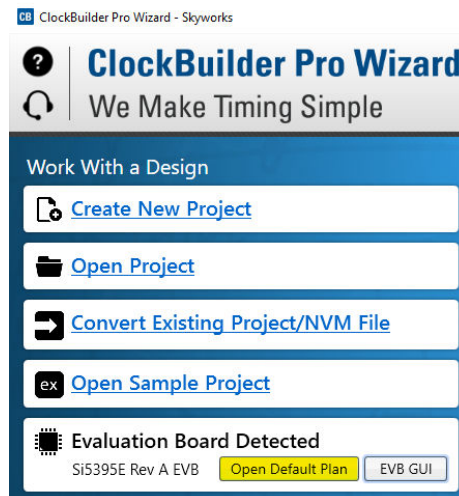 CB ClockBuilder Pro Wizard - Skyworks
?
ClockBuilder Pro Wizard
We Make Timing Simple
Work With a Design
Create New Project
Open Project
Convert Existing Project/NVM File
ex Open Sample Project
Evaluation Board Detected
Si5395E Rev A EVB Open Default Plan EVB GUI